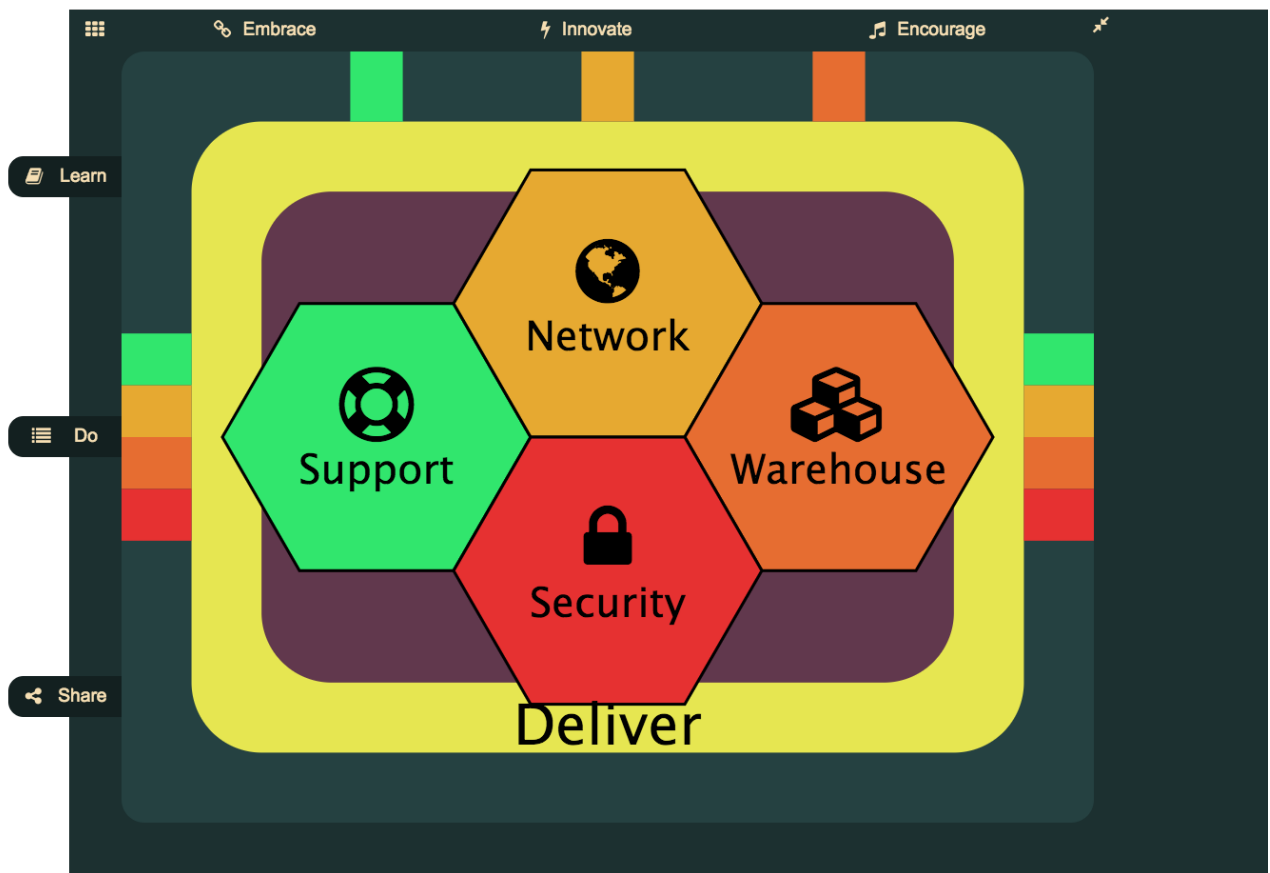 Embrace
Innovate
Encourage
Learn
Network
Do
Support
Warehouse
Security
Share
Deliver